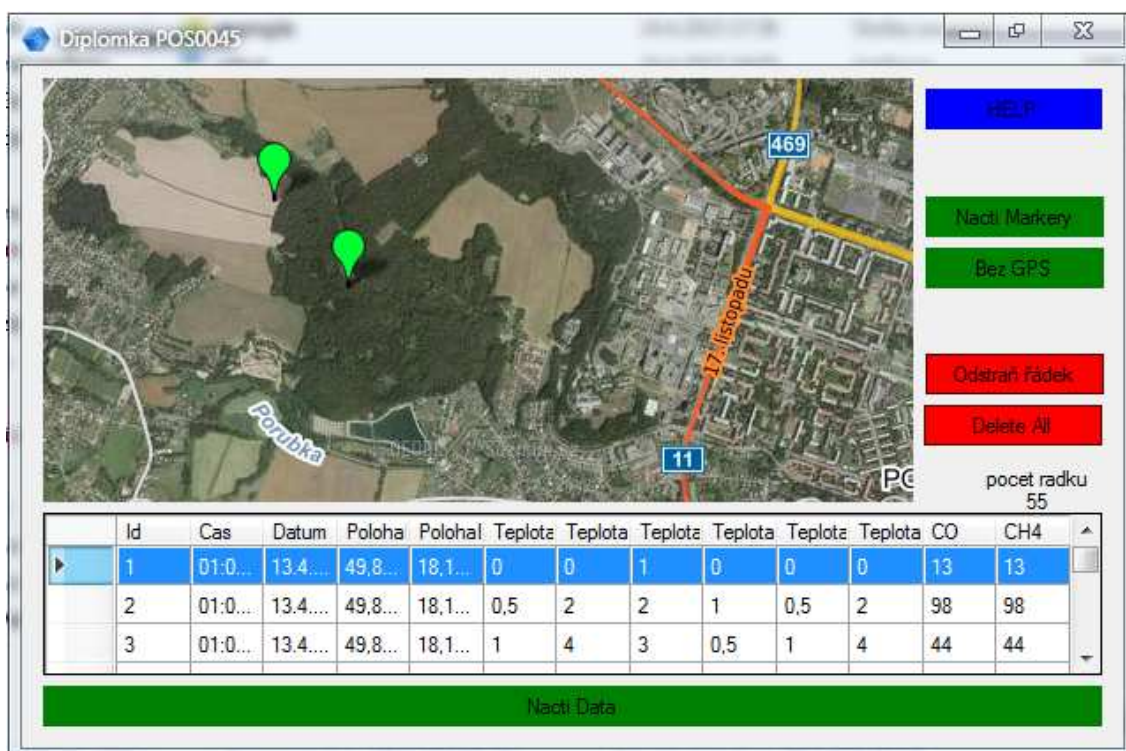 Diplomka POS0045
HELP
469
Nacti Markery
Bez GPS
17. listopadu
Odstraň řádek
Porubka
Delete All
11
PO
pocet radku
55
Id Cas Datum Poloha Polohal Teplota Teplota Teplota Teplota Teplota Teplota CO CH4
1 01:0... 13.4.... 49,8... 18,1... 0 0 1 0 0 0 13 13
2 01:0... 13.4.... 49,8... 18,1... 0,5 2 2 1 0,5 2 98 98
3 01:0... 13.4.... 49,8... 18,1... 1 4 3 0,5 1 4 44 44
Nacti Data